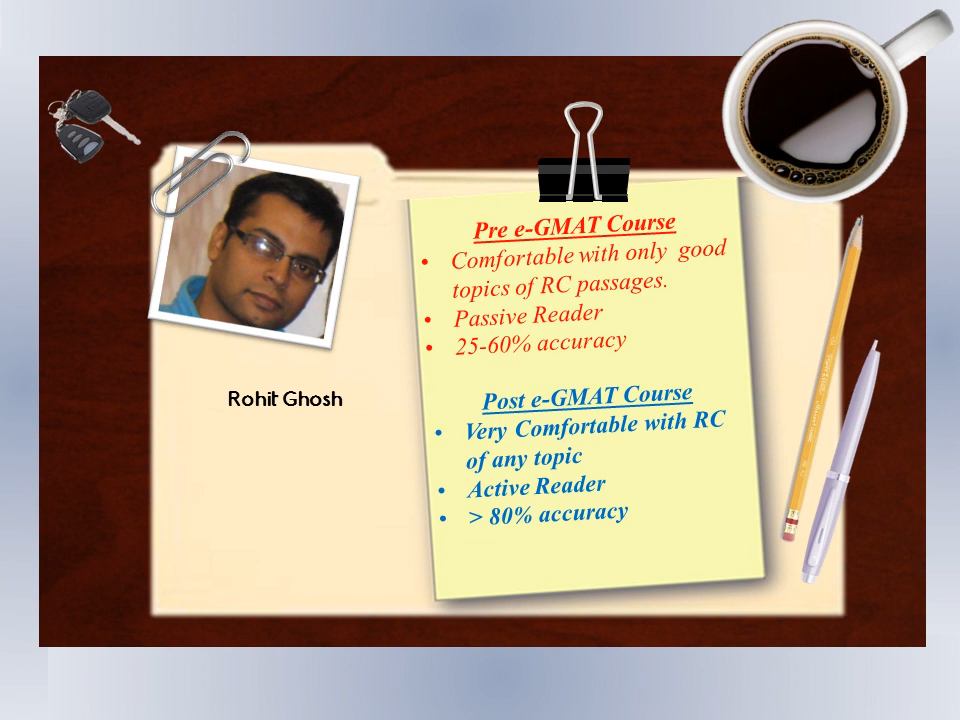 Pre e-GMAT Course
• Comfortable with only good
topics of RC passages.
• Passive Reader
• 25-60% accuracy
Rohit Ghosh
Post e-GMAT Course
• Very Comfortable with RC
of any topic
• Active Reader
• > 80% accuracy